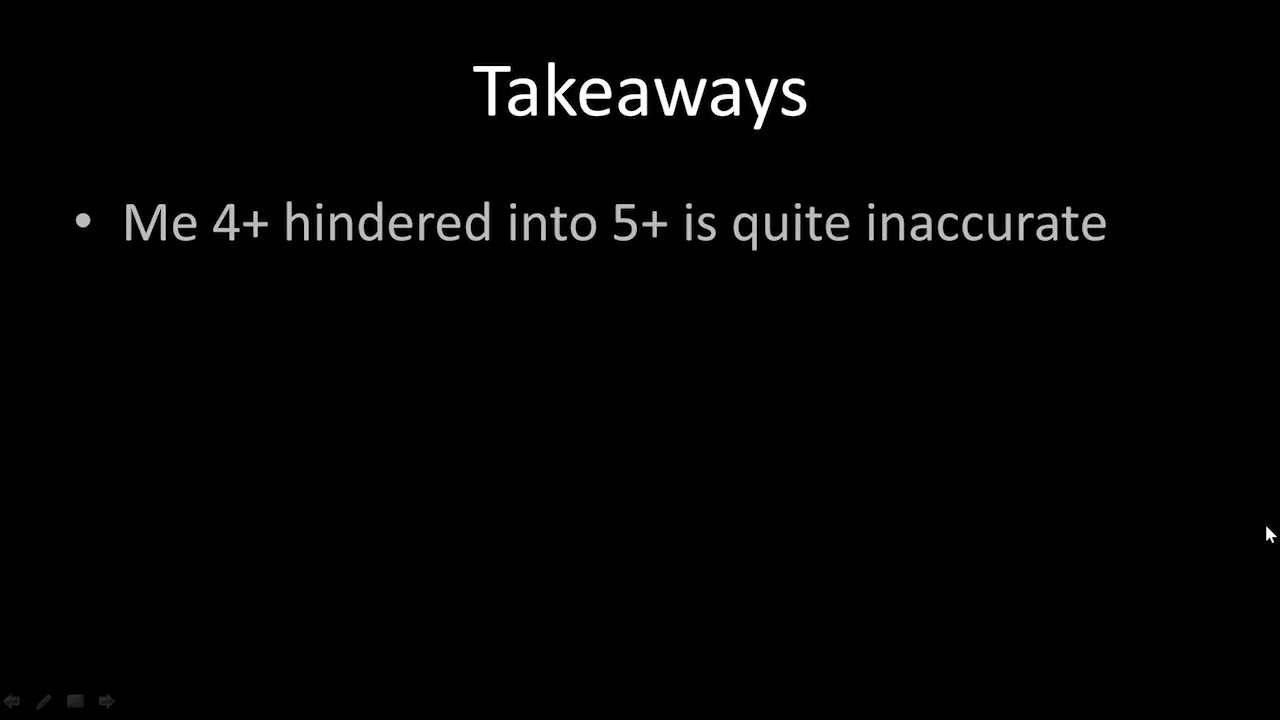 Takeaways
• Me 4+ hindered into 5+ is quite inaccurate